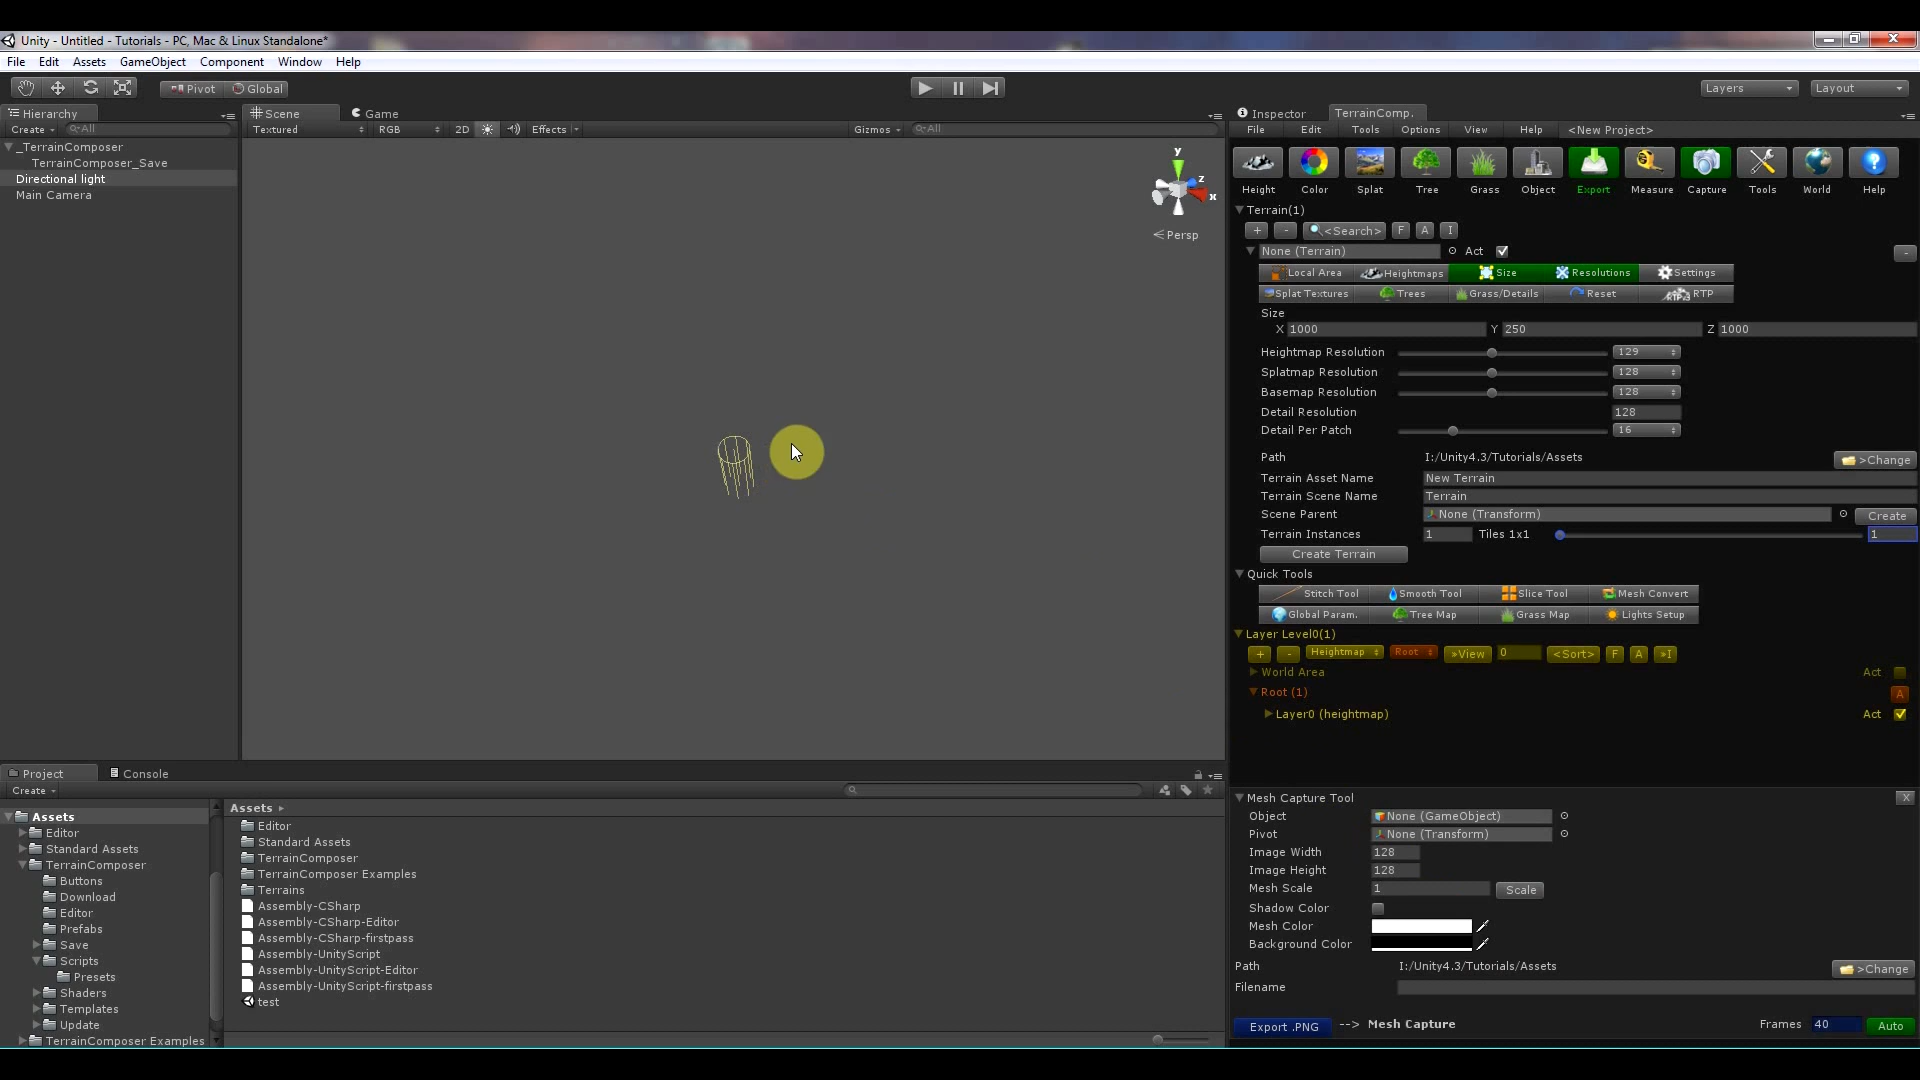 Unity - Untitled - Tutorials - PC, Mac & Linux Standalone*
File Edit Assets GameObject Component Window Help
Pivot Global Layers Layout
Hierarchy
Create All
_TerrainComposer
TerrainComposer_Save
Directional light
Main Camera
Scene Game
Textured RGB 2D Effects Gizmos All
y
z
x
Persp
Inspector TerrainComp.
File Edit Tools Options View Help <New Project>
Height Color Splat Tree Grass Object Export Measure Capture Tools World Help
Terrain(1)
+ - <Search> F A I
None (Terrain) Act -
Local Area Heightmaps Size Resolutions Settings
Splat Textures Trees Grass/Details Reset RTP
Size
X 1000 Y 250 Z 1000
Heightmap Resolution 129
Splatmap Resolution 128
Basemap Resolution 128
Detail Resolution 128
Detail Per Patch 16
Path I:/Unity4.3/Tutorials/Assets >Change
Terrain Asset Name New Terrain
Terrain Scene Name Terrain
Scene Parent None (Transform) Create
Terrain Instances 1 Tiles 1x1 1
Create Terrain
Quick Tools
Stitch Tool Smooth Tool Slice Tool Mesh Convert
Global Param. Tree Map Grass Map Lights Setup
Layer Level0(1)
+ - Heightmap Root »View 0 <Sort> F A »I
World Area Act
Root (1) A
Layer0 (heightmap) Act
Mesh Capture Tool X
Object None (GameObject)
Pivot None (Transform)
Image Width 128
Image Height 128
Mesh Scale 1 Scale
Shadow Color
Mesh Color
Background Color
Path I:/Unity4.3/Tutorials/Assets >Change
Filename
Export .PNG --> Mesh Capture Frames 40 Auto
Project Console
Create
Assets
Editor
Standard Assets
TerrainComposer
Buttons
Download
Editor
Prefabs
Save
Scripts
Presets
Shaders
Templates
Update
TerrainComposer Examples
Assets
Editor
Standard Assets
TerrainComposer
TerrainComposer Examples
Terrains
Assembly-CSharp
Assembly-CSharp-Editor
Assembly-CSharp-firstpass
Assembly-UnityScript
Assembly-UnityScript-Editor
Assembly-UnityScript-firstpass
test